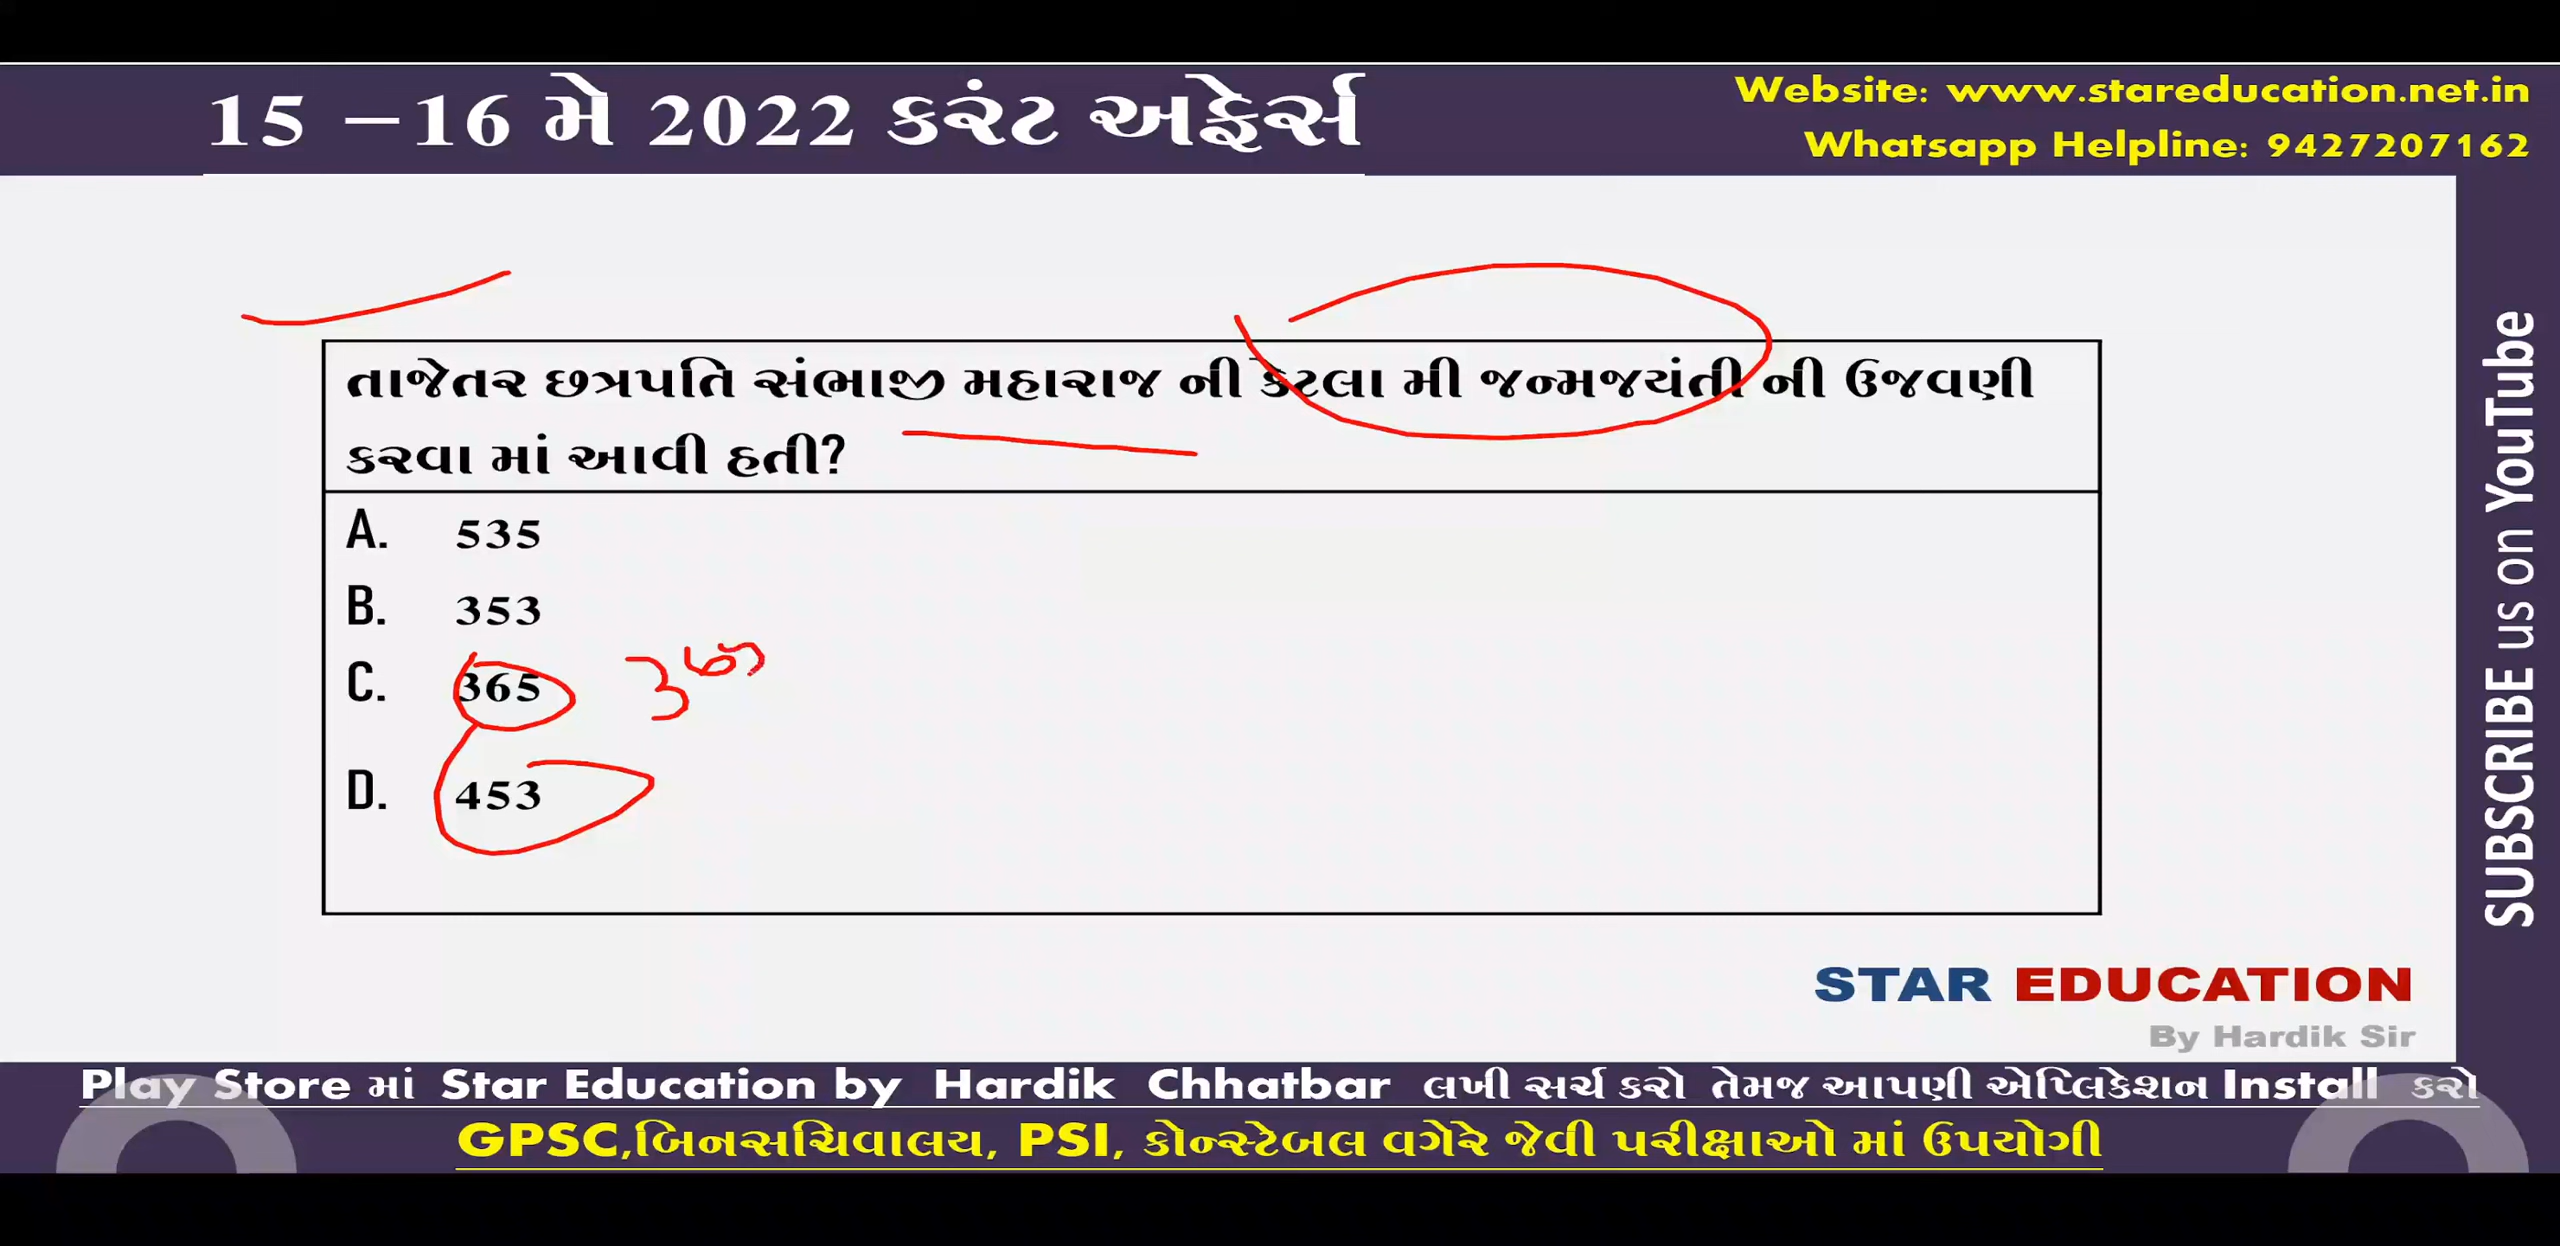 15 –16 મે 2022 કરંટ અફેર્સ
Website: www.stareducation.net.in
Whatsapp Helpline: 9427207162
તાજેતર છત્રપતિ સંભાજી મહારાજ ની કેટલા મી જન્મજયંતી ની ઉજવણી
કરવા માં આવી હતી?
A. 535
B. 353
C. 365
D. 453
SUBSCRIBE us on YouTube
STAR EDUCATION
By Hardik Sir
Play Store માં Star Education by Hardik Chhatbar લખી સર્ચ કરો તેમજ આપણી એપ્લિકેશન Install કરો
GPSC,બિનસચિવાલય, PSI, કોન્સ્ટેબલ વગેરે જેવી પરીક્ષાઓ માં ઉપયોગી